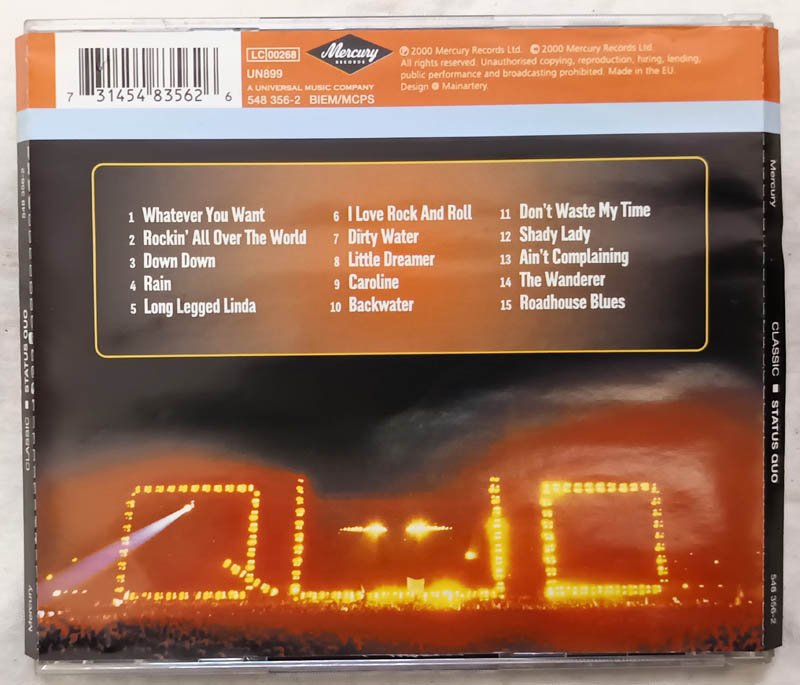 7 31454 83562 6
LC 00268
UN899
A UNIVERSAL MUSIC COMPANY
548 356-2 BIEM/MCPS
Mercury
RECORDS
℗ 2000 Mercury Records Ltd. © 2000 Mercury Records Ltd.
All rights reserved. Unauthorised copying, reproduction, hiring, lending,
public performance and broadcasting prohibited. Made in the EU.
Design @ Mainartery.
1 Whatever You Want
2 Rockin' All Over The World
3 Down Down
4 Rain
5 Long Legged Linda
6 I Love Rock And Roll
7 Dirty Water
8 Little Dreamer
9 Caroline
10 Backwater
11 Don't Waste My Time
12 Shady Lady
13 Ain't Complaining
14 The Wanderer
15 Roadhouse Blues
QUO
Mercury
CLASSIC ■ STATUS QUO
548 356-2
Mercury
CLASSIC ■ STATUS QUO
548 356-2